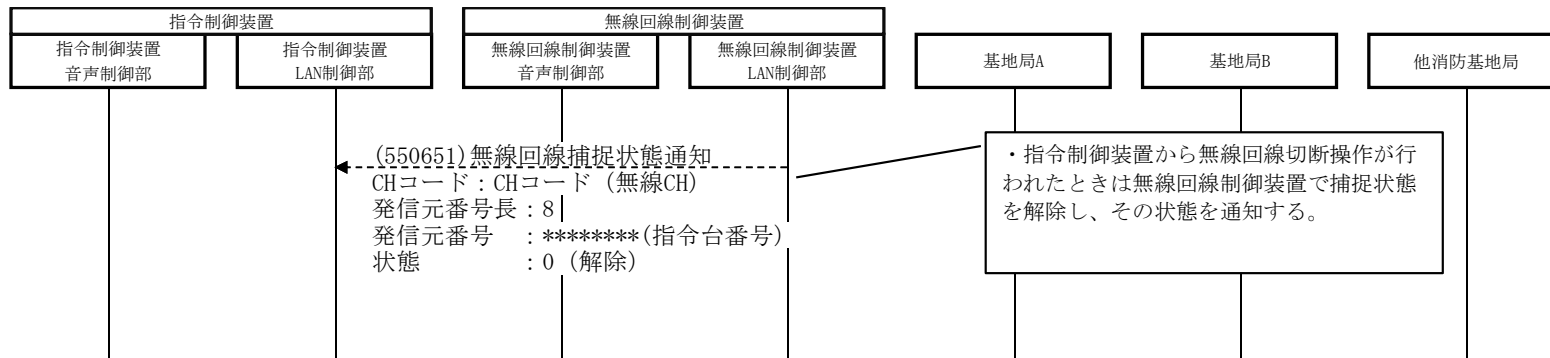 指令制御装置
無線回線制御装置
指令制御装置
音声制御部
指令制御装置
LAN制御部
無線回線制御装置
音声制御部
無線回線制御装置
LAN制御部
基地局A
基地局B
他消防基地局
(550651)無線回線捕捉状態通知
CHコード：CHコード (無線CH)
発信元番号長：8
発信元番号　：********(指令台番号)
状態　　　　：0 (解除)
・指令制御装置から無線回線切断操作が行
われたときは無線回線制御装置で捕捉状態
を解除し、その状態を通知する。